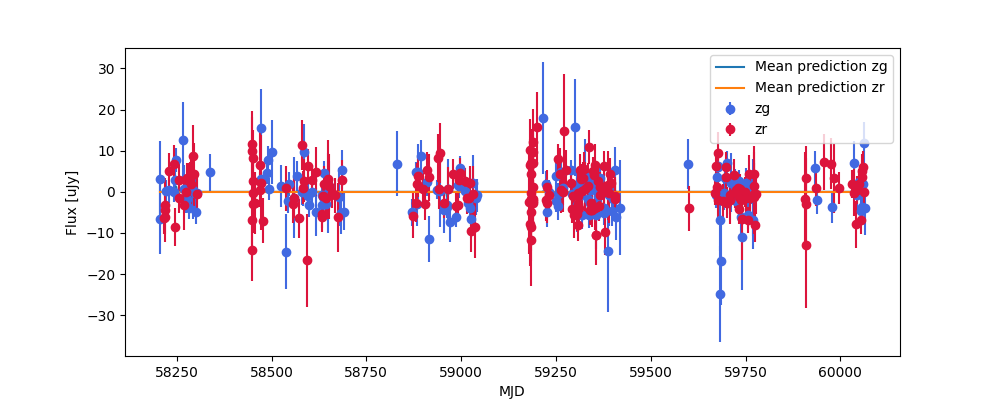 30
20
10
0
−10
−20
−30
Flux [uJy]
58250
58500
58750
59000
59250
59500
59750
60000
MJD
Mean prediction zg
Mean prediction zr
zg
zr